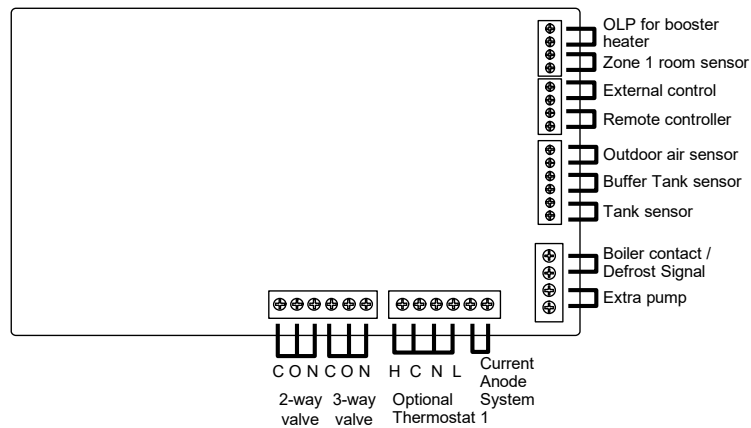 OLP for booster
heater
Zone 1 room sensor
External control
Remote controller
Outdoor air sensor
Buffer Tank sensor
Tank sensor
Boiler contact /
Defrost Signal
Extra pump
C O N C O N H C N L
2-way
valve
3-way
valve
Optional
Thermostat 1
Current
Anode
System